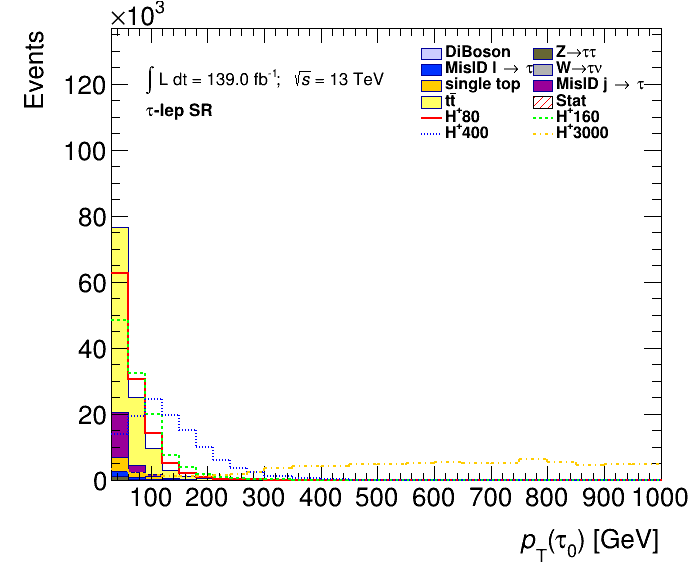 ×10³
Events
∫ L dt = 139.0 fb⁻¹; √s = 13 TeV
τ-lep SR
DiBoson Z→ττ
MisID l → τ W→τν
single top MisID j → τ
tt̄ Stat
H⁺80 H⁺160
H⁺400 H⁺3000
120
100
80
60
40
20
0
100 200 300 400 500 600 700 800 900 1000
p_T(τ₀) [GeV]